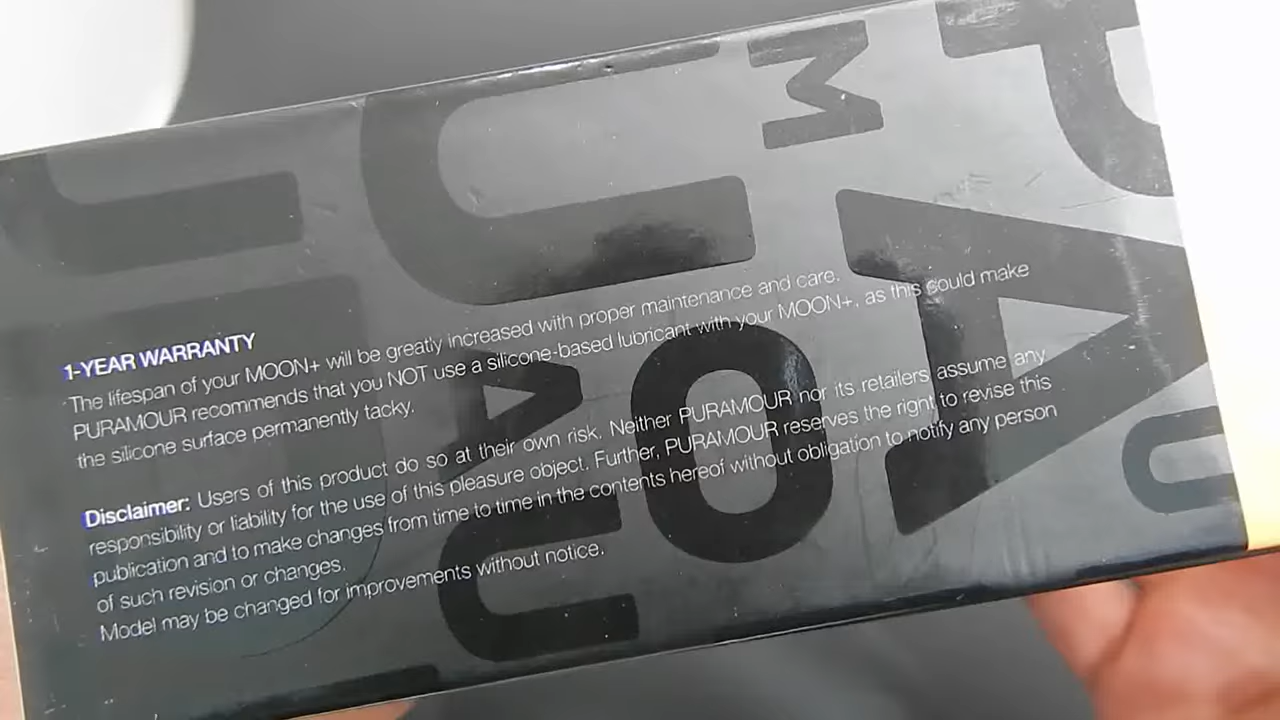 1-YEAR WARRANTY
The lifespan of your MOON+ will be greatly increased with proper maintenance and care.
PURAMOUR recommends that you NOT use a silicone-based lubricant with your MOON+, as this could make
the silicone surface permanently tacky.
Disclaimer: Users of this product do so at their own risk. Neither PURAMOUR nor its retailers assume any
responsibility or liability for the use of this pleasure object. Further, PURAMOUR reserves the right to revise this
publication and to make changes from time to time in the contents hereof without obligation to notify any person
of such revision or changes.
Model may be changed for improvements without notice.